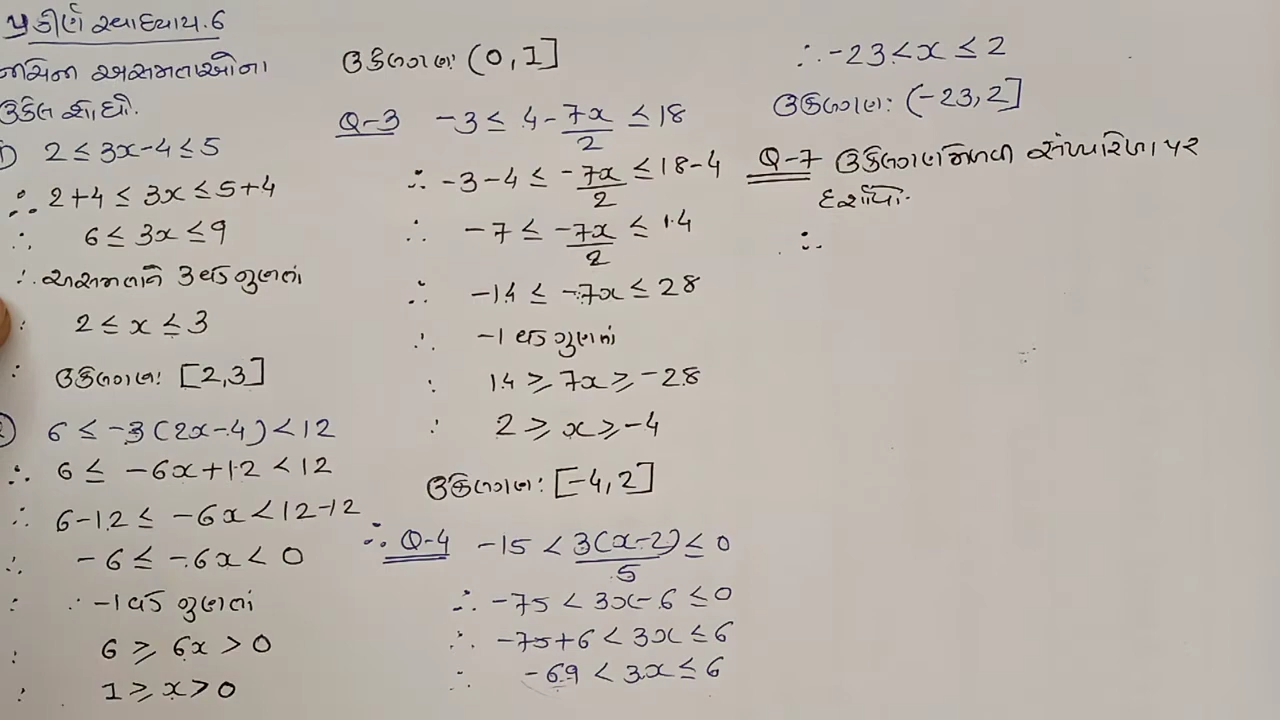 પ્રકીર્ણ સ્વાધ્યાય.6
નીચેની અસમતાઓના
ઉકેલ શોધો.
1) 2 ≤ 3x-4 ≤ 5
∴ 2+4 ≤ 3x ≤ 5+4
∴ 6 ≤ 3x ≤ 9
∴ અસમતાને 3 વડે ગુણતાં
∴ 2 ≤ x ≤ 3
∴ ઉકેલગણ: [2,3]
2) 6 ≤ -3(2x-4) < 12
∴ 6 ≤ -6x+12 < 12
∴ 6-12 ≤ -6x < 12-12
∴ -6 ≤ -6x < 0
∴ ∴ -1 વડે ગુણતાં
∴ 6 ≥ 6x > 0
∴ 1 ≥ x > 0
ઉકેલગણ: (0,1]
Q-3 -3 ≤ 4 - 7x/2 ≤ 18
∴ -3-4 ≤ -7x/2 ≤ 18-4
∴ -7 ≤ -7x/2 ≤ 14
∴ -14 ≤ -7x ≤ 28
∴ -1 વડે ગુણતાં
∴ 14 ≥ 7x ≥ -28
∴ 2 ≥ x ≥ -4
ઉકેલગણ: [-4,2]
∴ Q-4 -15 < 3(x-2)/5 ≤ 0
∴ -75 < 3x-6 ≤ 0
∴ -75+6 < 3x ≤ 6
∴ -69 < 3x ≤ 6
∴ -23 < x ≤ 2
ઉકેલગણ: (-23,2]
Q-7 ઉકેલગણ મેળવી સંખ્યારેખા પર
દર્શાવો.
∴